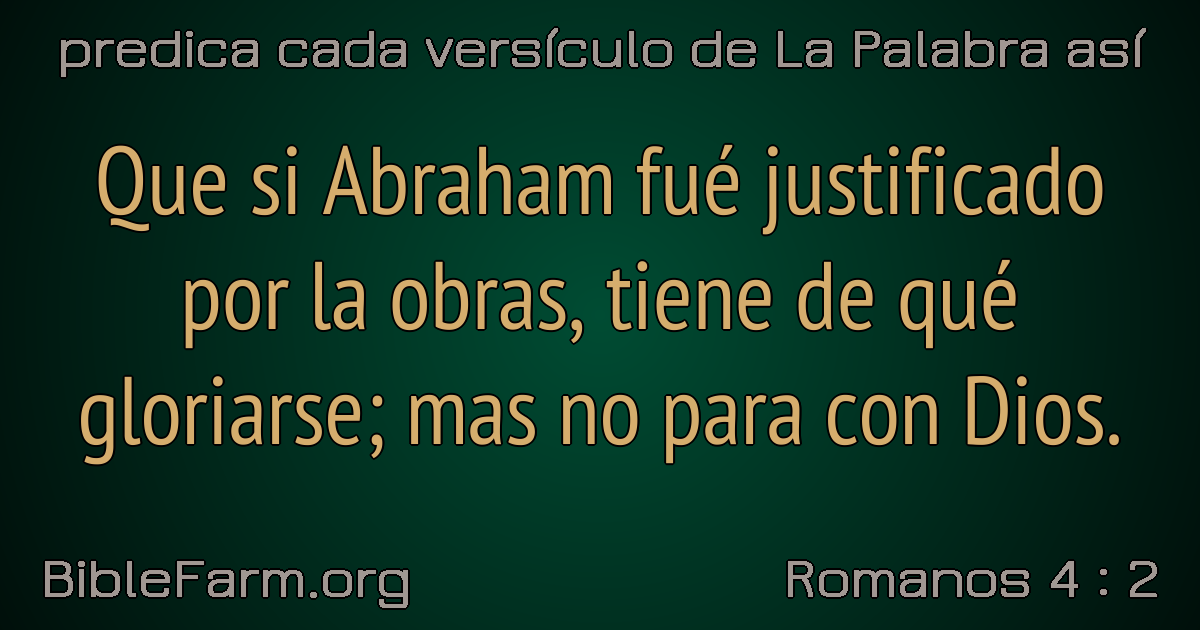 predica cada versículo de La Palabra así
Que si Abraham fué justificado
por la obras, tiene de qué
gloriarse; mas no para con Dios.
BibleFarm.org
Romanos 4 : 2